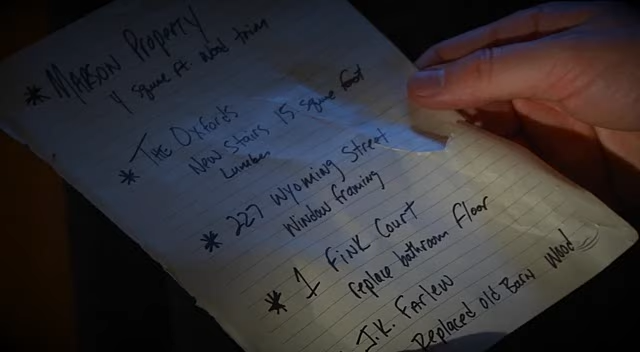 * MARSON Property
4 square ft. wood trim
* THE OXFORDS
New Stairs 15 square foot
Lumber
* 227 Wyoming Street
Window framing
* 1 FINK Court
replace bathroom Floor
J.K. FARLEW
Replaced old Barn Wood